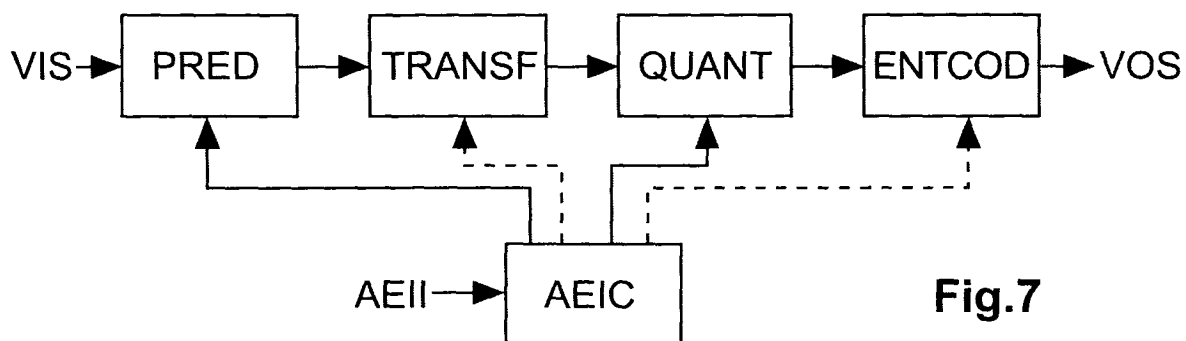 VIS PRED TRANSF QUANT ENTCOD VOS
AEII AEIC
Fig.7